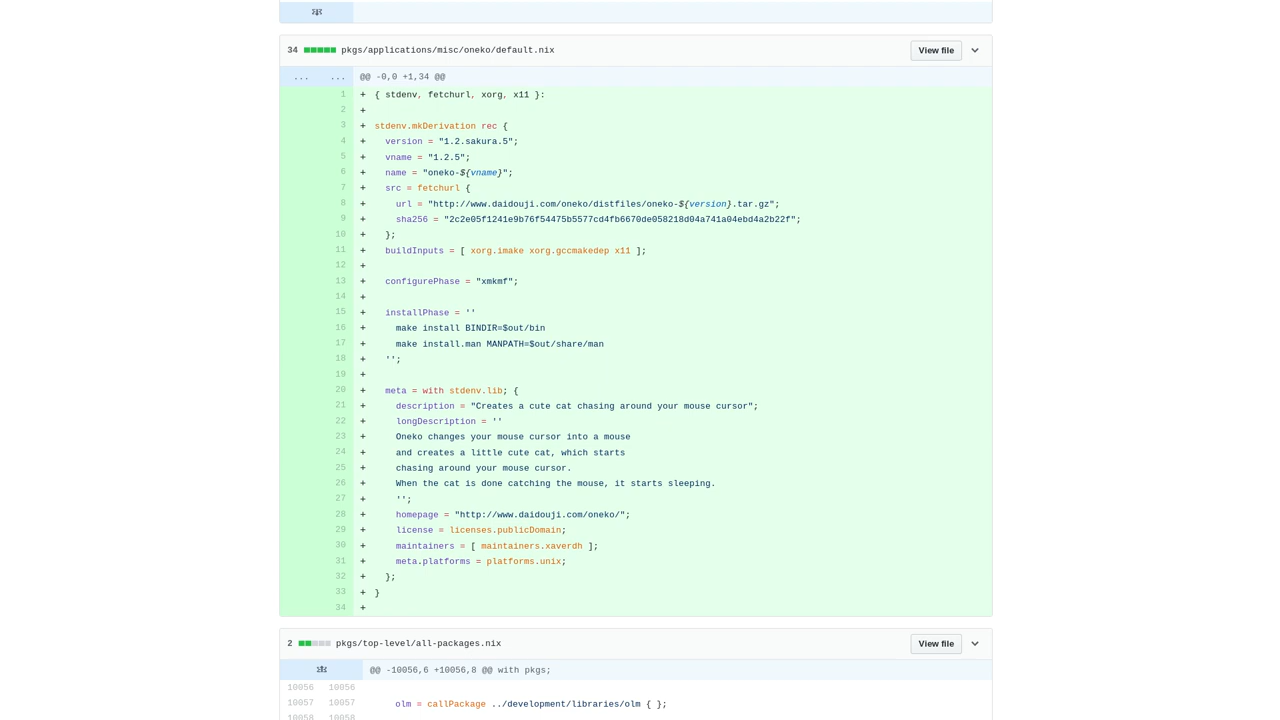 34 pkgs/applications/misc/oneko/default.nix View file
... ... @@ -0,0 +1,34 @@
1 + { stdenv, fetchurl, xorg, x11 }:
2 +
3 + stdenv.mkDerivation rec {
4 + version = "1.2.sakura.5";
5 + vname = "1.2.5";
6 + name = "oneko-${vname}";
7 + src = fetchurl {
8 + url = "http://www.daidouji.com/oneko/distfiles/oneko-${version}.tar.gz";
9 + sha256 = "2c2e05f1241e9b76f54475b5577cd4fb6670de058218d04a741a04ebd4a2b22f";
10 + };
11 + buildInputs = [ xorg.imake xorg.gccmakedep x11 ];
12 +
13 + configurePhase = "xmkmf";
14 +
15 + installPhase = ''
16 + make install BINDIR=$out/bin
17 + make install.man MANPATH=$out/share/man
18 + '';
19 +
20 + meta = with stdenv.lib; {
21 + description = "Creates a cute cat chasing around your mouse cursor";
22 + longDescription = ''
23 + Oneko changes your mouse cursor into a mouse
24 + and creates a little cute cat, which starts
25 + chasing around your mouse cursor.
26 + When the cat is done catching the mouse, it starts sleeping.
27 + '';
28 + homepage = "http://www.daidouji.com/oneko/";
29 + license = licenses.publicDomain;
30 + maintainers = [ maintainers.xaverdh ];
31 + meta.platforms = platforms.unix;
32 + };
33 + }
34 +
2 pkgs/top-level/all-packages.nix View file
@@ -10056,6 +10056,8 @@ with pkgs;
10056 10056
10057 10057 olm = callPackage ../development/libraries/olm { };
10058 10058